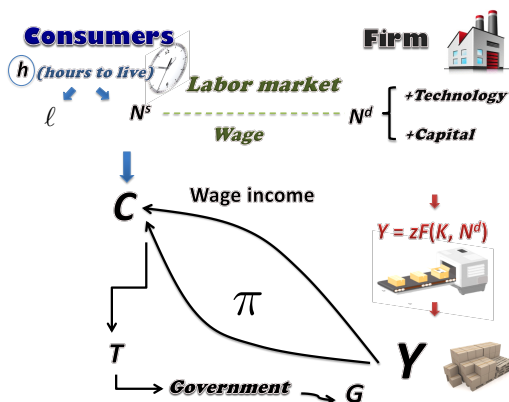 Consumers
Firm
h (hours to live)
Labor market
+Technology
ℓ
Nˢ
Nᵈ
Wage
+Capital
Wage income
C
Y = zF(K, Nᵈ)
π
T
Y
Government
G